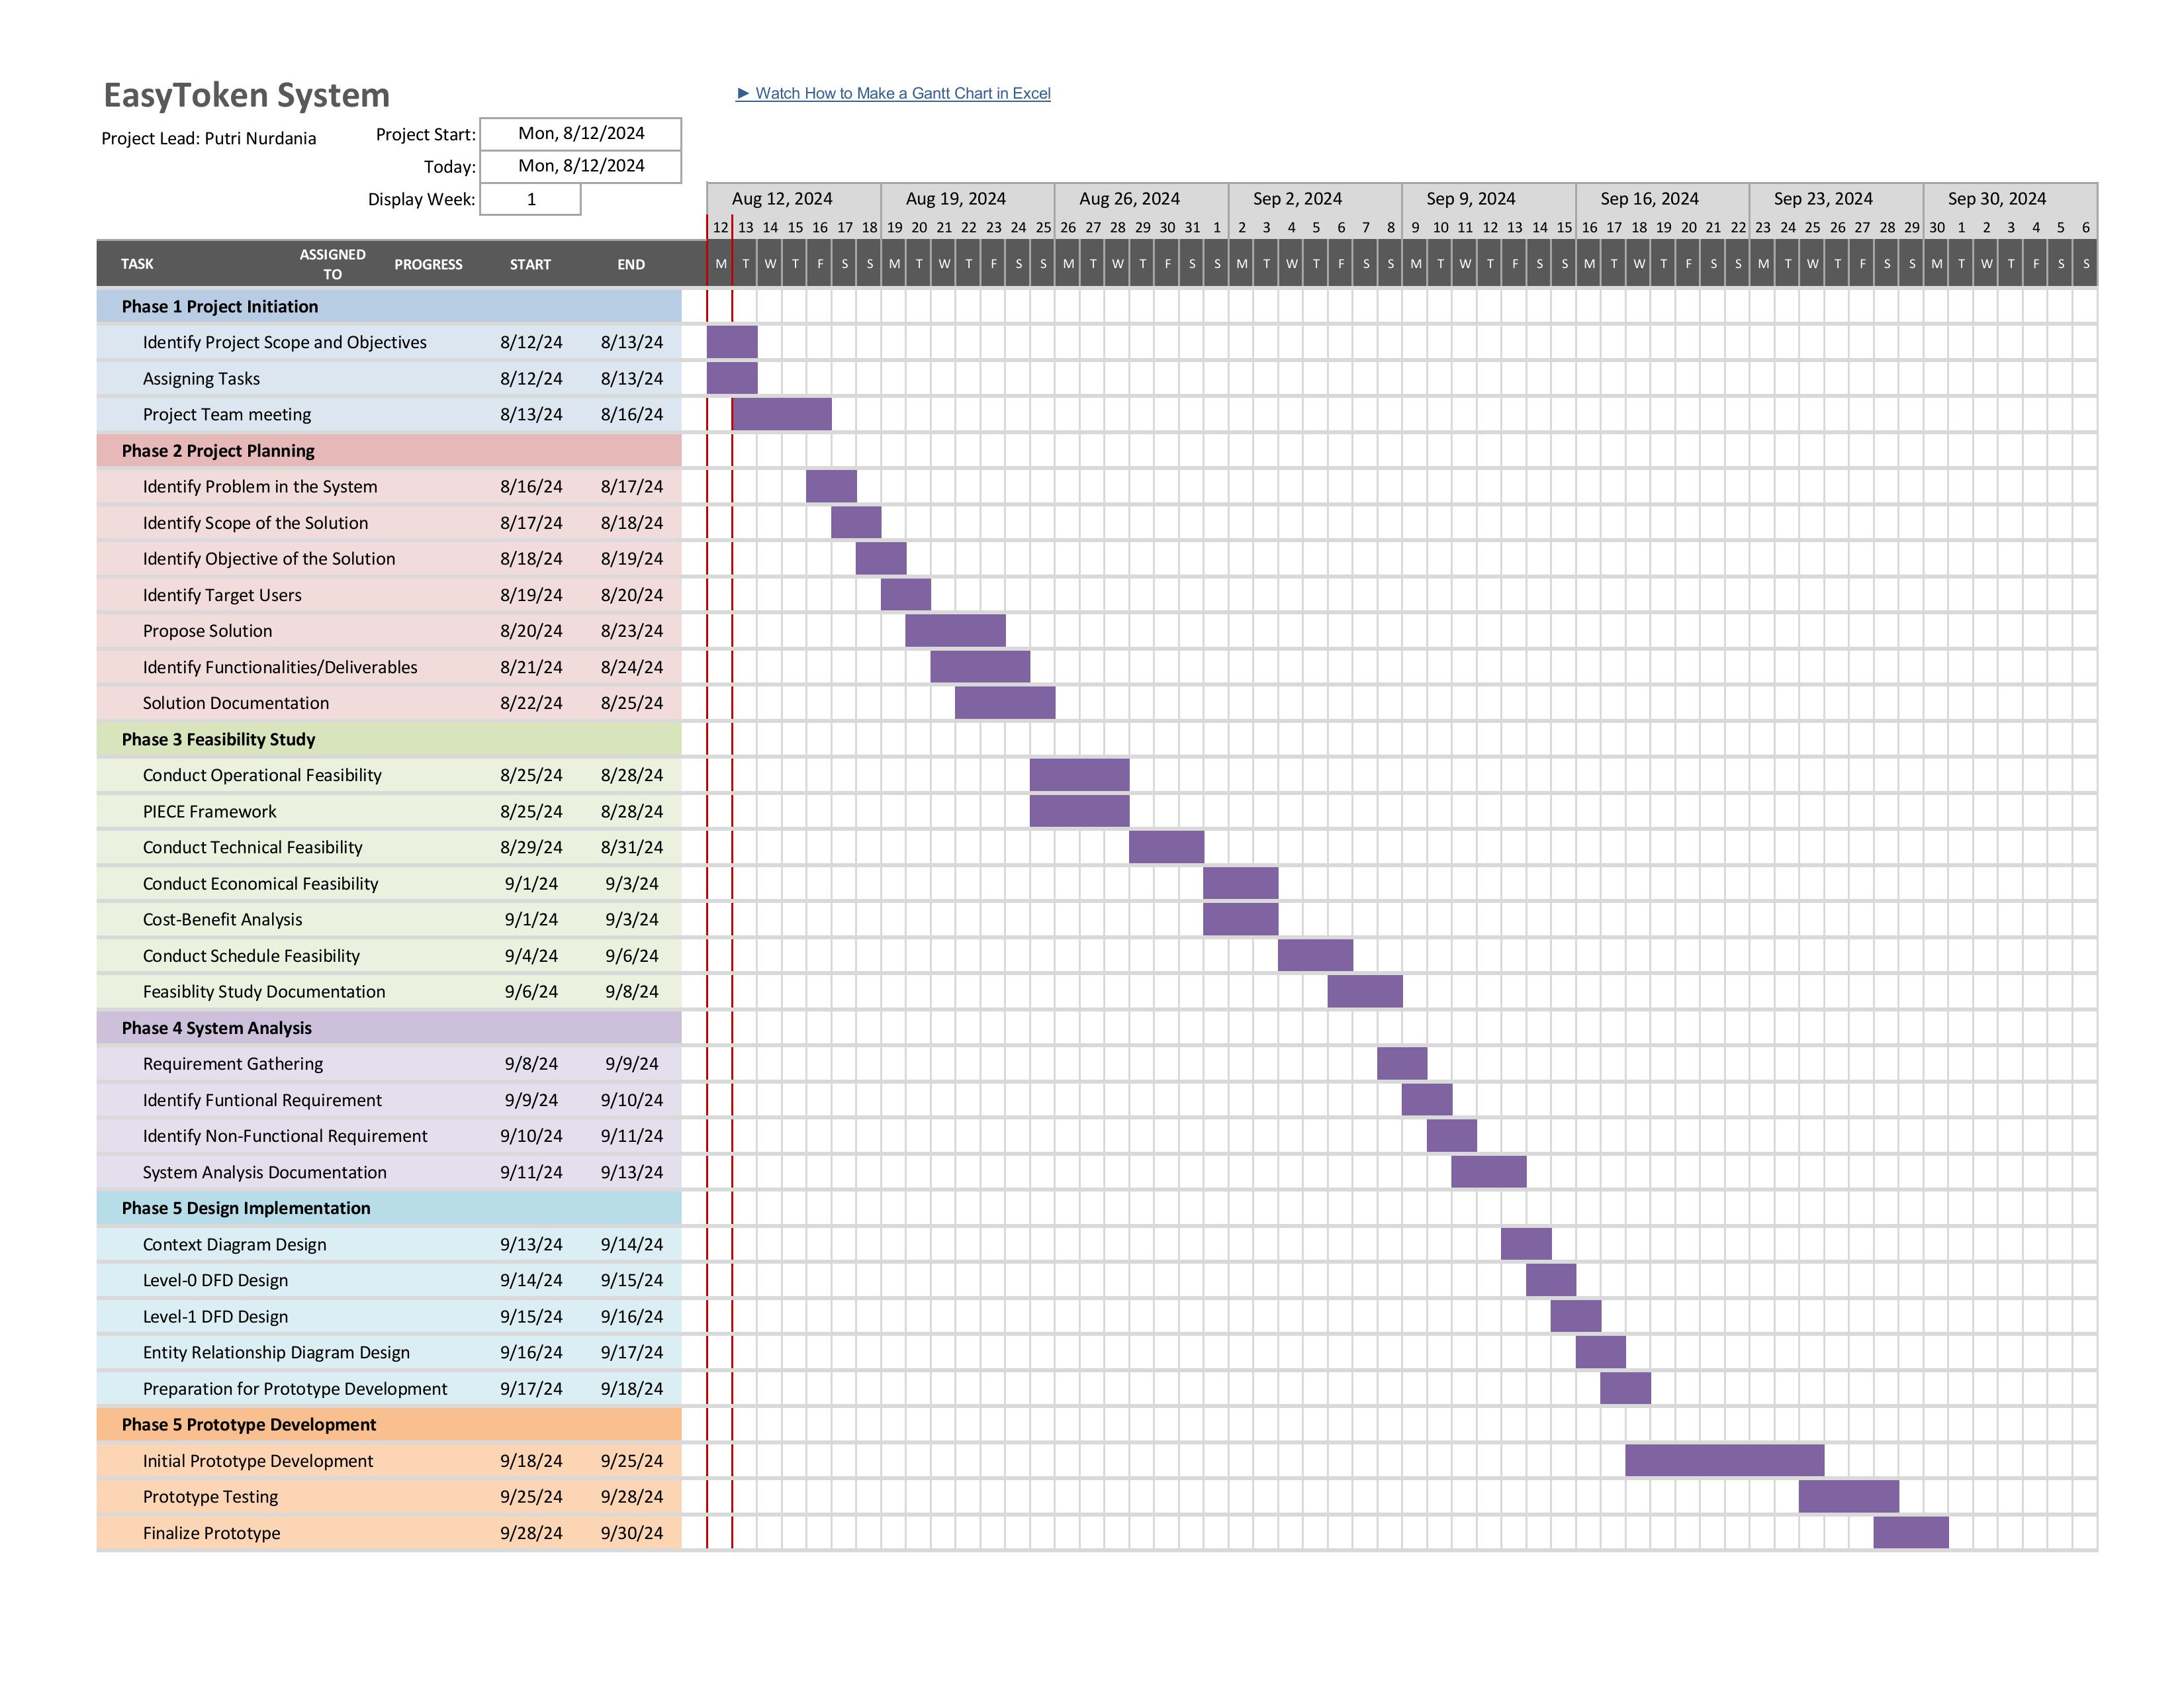 EasyToken System
► Watch How to Make a Gantt Chart in Excel
Project Lead: Putri Nurdania
Project Start: Mon, 8/12/2024
Today: Mon, 8/12/2024
Display Week: 1
Aug 12, 2024 Aug 19, 2024 Aug 26, 2024 Sep 2, 2024 Sep 9, 2024 Sep 16, 2024 Sep 23, 2024 Sep 30, 2024
12 13 14 15 16 17 18 19 20 21 22 23 24 25 26 27 28 29 30 31 1 2 3 4 5 6 7 8 9 10 11 12 13 14 15 16 17 18 19 20 21 22 23 24 25 26 27 28 29 30 1 2 3 4 5 6
TASK ASSIGNED TO PROGRESS START END M T W T F S S M T W T F S S M T W T F S S M T W T F S S M T W T F S S M T W T F S S M T W T F S S M T W T F S S
Phase 1 Project Initiation
Identify Project Scope and Objectives 8/12/24 8/13/24
Assigning Tasks 8/12/24 8/13/24
Project Team meeting 8/13/24 8/16/24
Phase 2 Project Planning
Identify Problem in the System 8/16/24 8/17/24
Identify Scope of the Solution 8/17/24 8/18/24
Identify Objective of the Solution 8/18/24 8/19/24
Identify Target Users 8/19/24 8/20/24
Propose Solution 8/20/24 8/23/24
Identify Functionalities/Deliverables 8/21/24 8/24/24
Solution Documentation 8/22/24 8/25/24
Phase 3 Feasibility Study
Conduct Operational Feasibility 8/25/24 8/28/24
PIECE Framework 8/25/24 8/28/24
Conduct Technical Feasibility 8/29/24 8/31/24
Conduct Economical Feasibility 9/1/24 9/3/24
Cost-Benefit Analysis 9/1/24 9/3/24
Conduct Schedule Feasibility 9/4/24 9/6/24
Feasiblity Study Documentation 9/6/24 9/8/24
Phase 4 System Analysis
Requirement Gathering 9/8/24 9/9/24
Identify Funtional Requirement 9/9/24 9/10/24
Identify Non-Functional Requirement 9/10/24 9/11/24
System Analysis Documentation 9/11/24 9/13/24
Phase 5 Design Implementation
Context Diagram Design 9/13/24 9/14/24
Level-0 DFD Design 9/14/24 9/15/24
Level-1 DFD Design 9/15/24 9/16/24
Entity Relationship Diagram Design 9/16/24 9/17/24
Preparation for Prototype Development 9/17/24 9/18/24
Phase 5 Prototype Development
Initial Prototype Development 9/18/24 9/25/24
Prototype Testing 9/25/24 9/28/24
Finalize Prototype 9/28/24 9/30/24